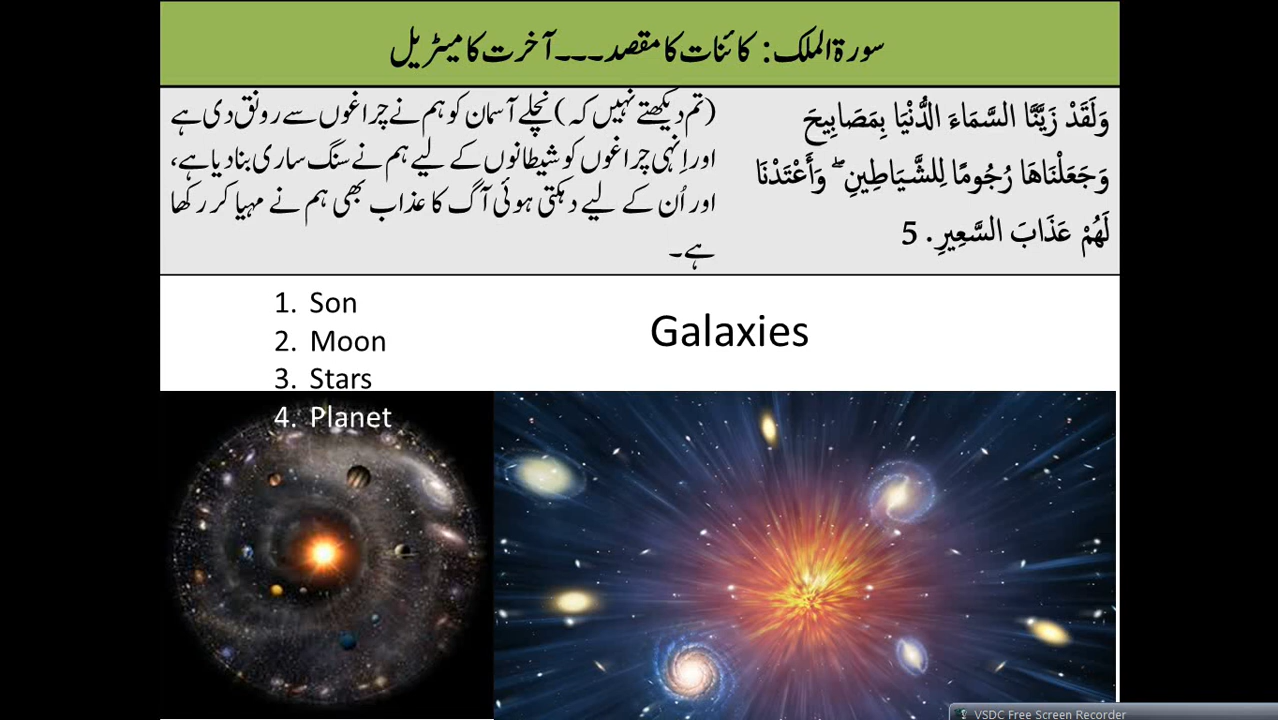 سورۃ الملک: کائنات کا مقصد۔۔۔ آخرت کا میٹریل
وَلَقَدْ زَيَّنَّا السَّمَاءَ الدُّنْيَا بِمَصَابِيحَ
وَجَعَلْنَاهَا رُجُومًا لِلشَّيَاطِينِ ۖ وَأَعْتَدْنَا
لَهُمْ عَذَابَ السَّعِيرِ. 5
(تم دیکھتے نہیں کہ) نچلے آسمان کو ہم نے چراغوں سے رونق دی ہے
اور اِنہی چراغوں کو شیطانوں کے لیے ہم نے سنگ ساری بنا دیا ہے،
اور اُن کے لیے دہکتی ہوئی آگ کا عذاب بھی ہم نے مہیا کر رکھا
ہے۔
1. Son
2. Moon
3. Stars
4. Planet
Galaxies
VSDC Free Screen Recorder